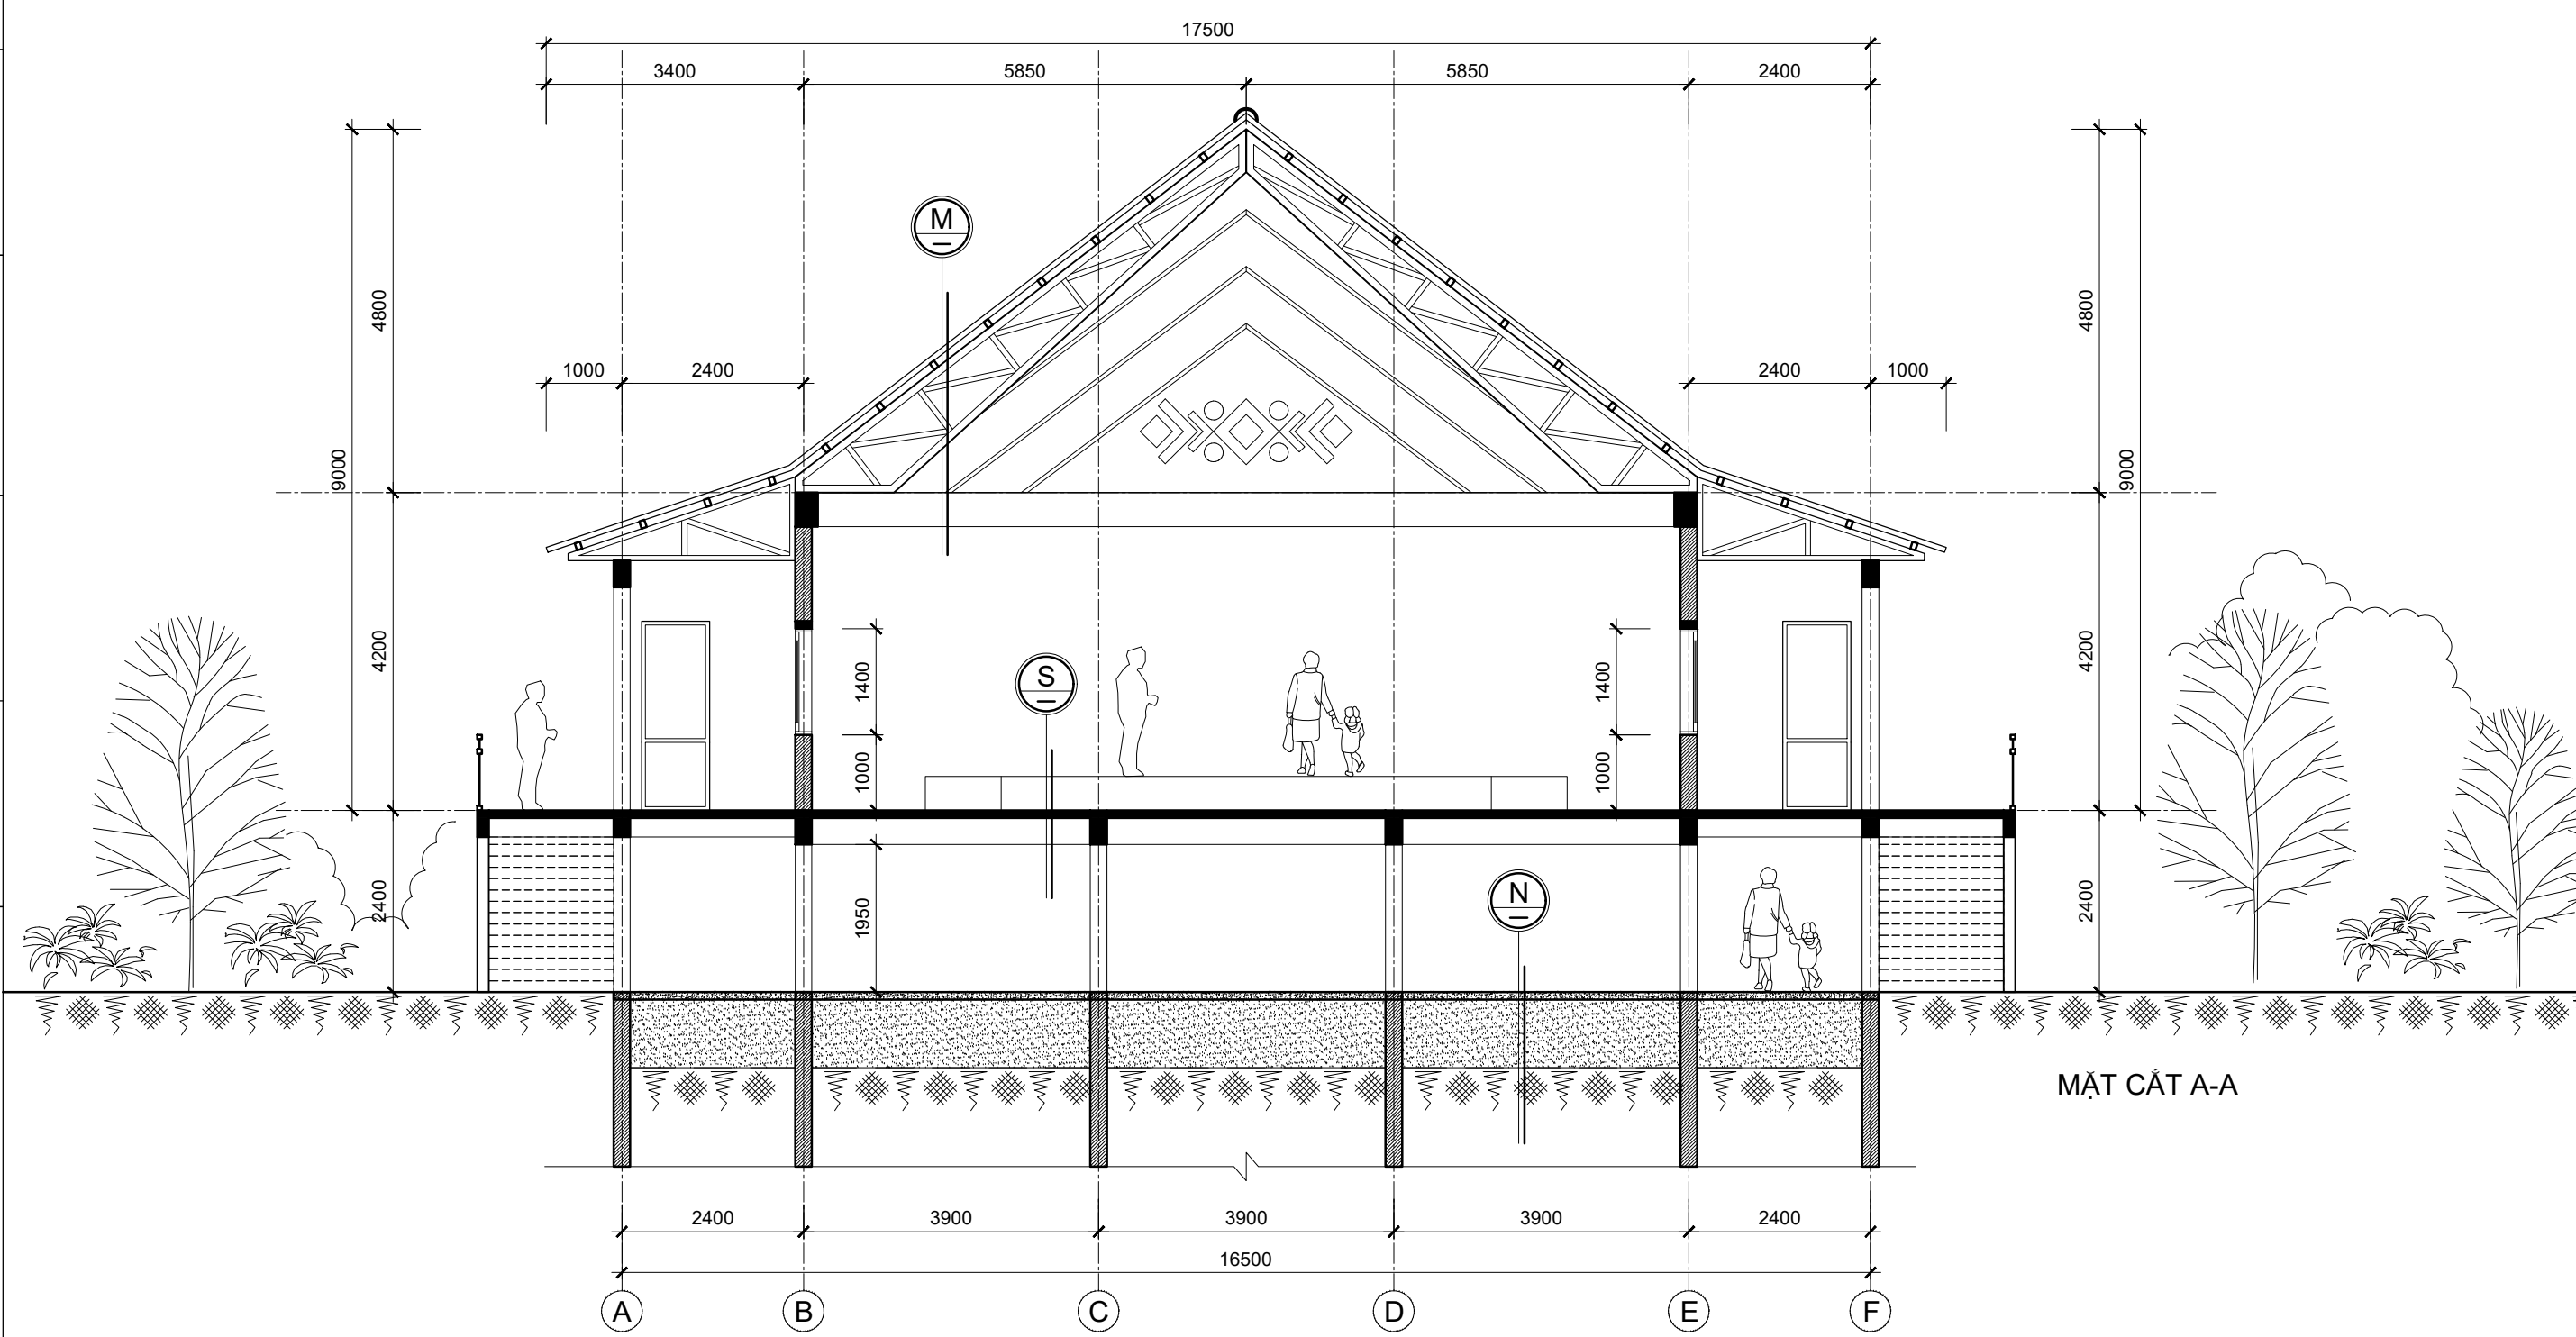 17500
3400 5850 5850 2400
M
4800 4800
1000 2400 2400 1000
9000 9000
4200 1400 1400 4200
S
1000 1000
2400 1950 N 2400
MẶT CẮT A-A
2400 3900 3900 3900 2400
16500
A B C D E F